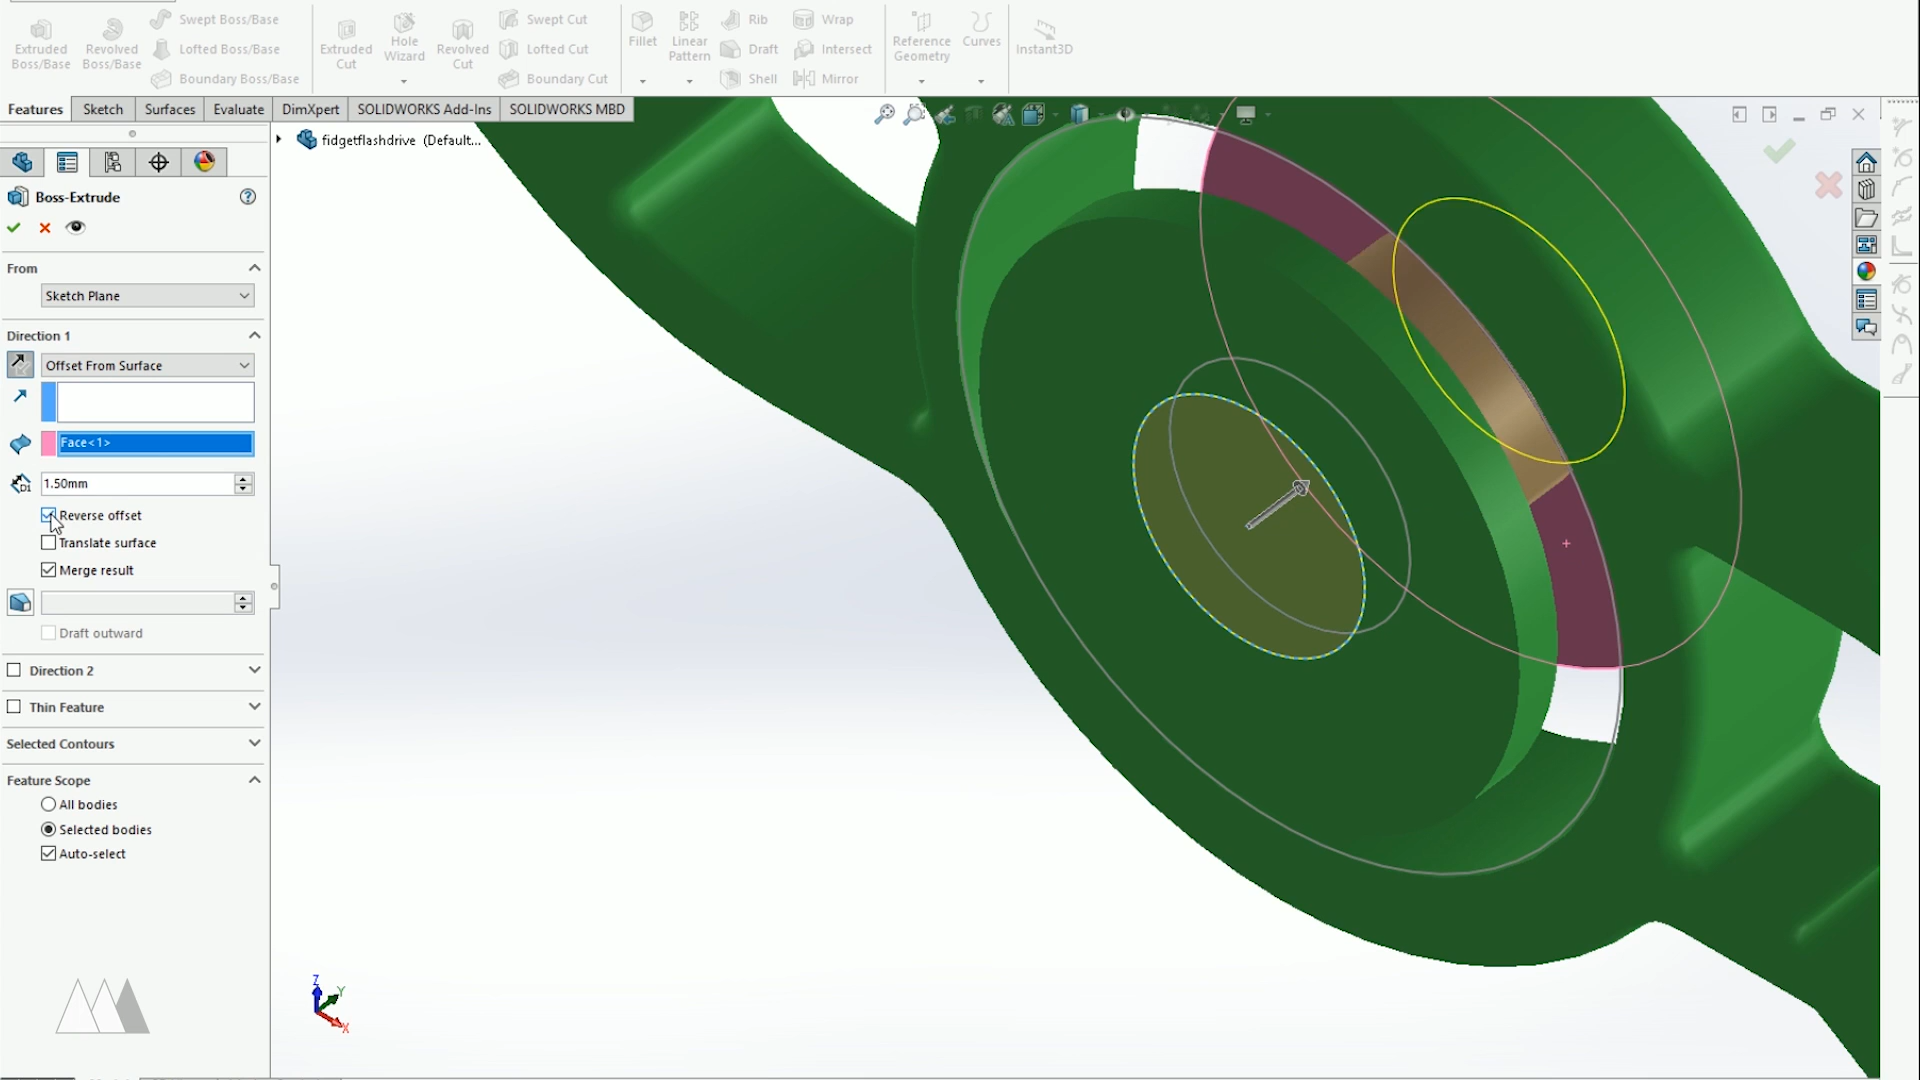 Extruded Boss/Base
Revolved Boss/Base
Swept Boss/Base
Lofted Boss/Base
Boundary Boss/Base
Extruded Cut
Hole Wizard
Revolved Cut
Swept Cut
Lofted Cut
Boundary Cut
Fillet
Linear Pattern
Rib
Draft
Shell
Wrap
Intersect
Mirror
Reference Geometry
Curves
Instant3D
Features
Sketch
Surfaces
Evaluate
DimXpert
SOLIDWORKS Add-Ins
SOLIDWORKS MBD
fidgetflashdrive (Default...
Boss-Extrude
From
Sketch Plane
Direction 1
Offset From Surface
Face<1>
D1
1.50mm
Reverse offset
Translate surface
Merge result
Draft outward
Direction 2
Thin Feature
Selected Contours
Feature Scope
All bodies
Selected bodies
Auto-select
Z
Y
X